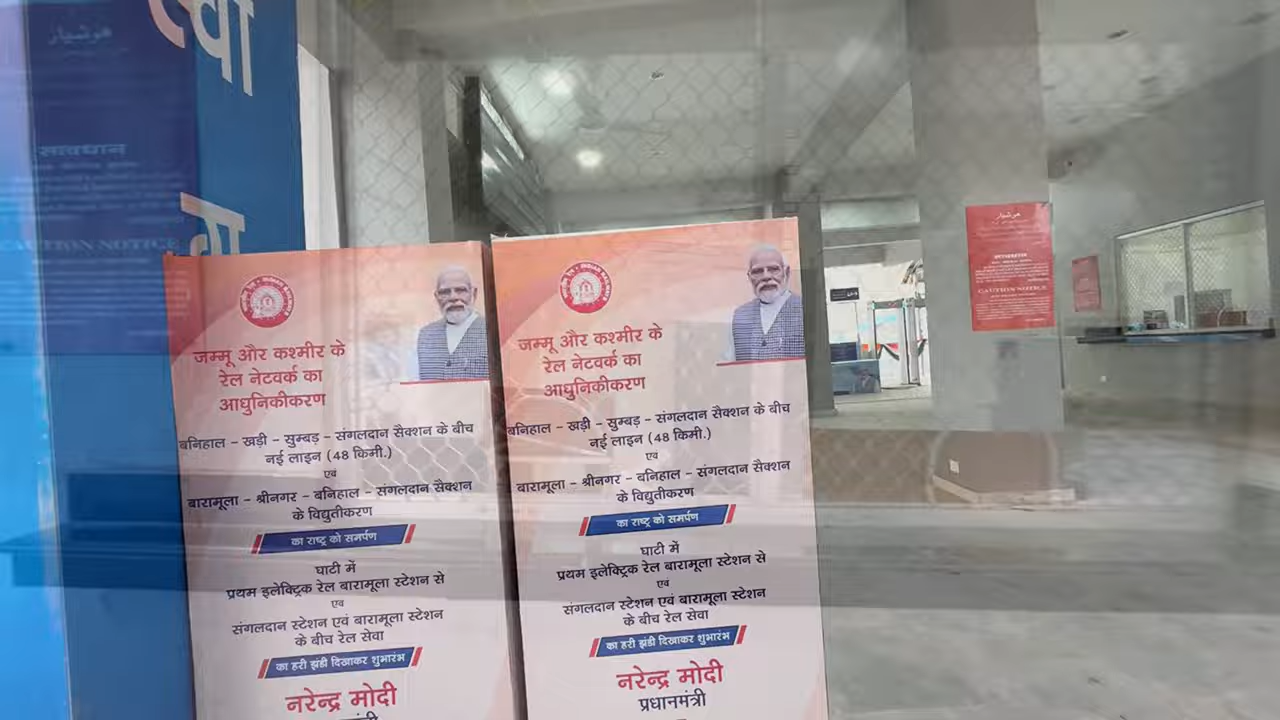 त्वा
هوشیار
सावधान
CAUTION NOTICE
जम्मू और कश्मीर के
रेल नेटवर्क का
आधुनिकीकरण
बनिहाल – खड़ी – सुम्बड़ – संगलदान सैक्शन के बीच
नई लाइन (48 किमी.)
एवं
बारामूला – श्रीनगर – बनिहाल – संगलदान सैक्शन
के विद्युतीकरण
का राष्ट्र को समर्पण
घाटी में
प्रथम इलेक्ट्रिक रेल बारामूला स्टेशन से
एवं
संगलदान स्टेशन एवं बारामूला स्टेशन
के बीच रेल सेवा
का हरी झंडी दिखाकर शुभारंभ
नरेन्द्र मोदी
जम्मू और कश्मीर के
रेल नेटवर्क का
आधुनिकीकरण
बनिहाल – खड़ी – सुम्बड़ – संगलदान सैक्शन के बीच
नई लाइन (48 किमी.)
एवं
बारामूला – श्रीनगर – बनिहाल – संगलदान सैक्शन
के विद्युतीकरण
का राष्ट्र को समर्पण
घाटी में
प्रथम इलेक्ट्रिक रेल बारामूला स्टेशन से
एवं
संगलदान स्टेशन एवं बारामूला स्टेशन
के बीच रेल सेवा
का हरी झंडी दिखाकर शुभारंभ
नरेन्द्र मोदी
प्रधानमंत्री
هوشیار
CAUTION NOTICE